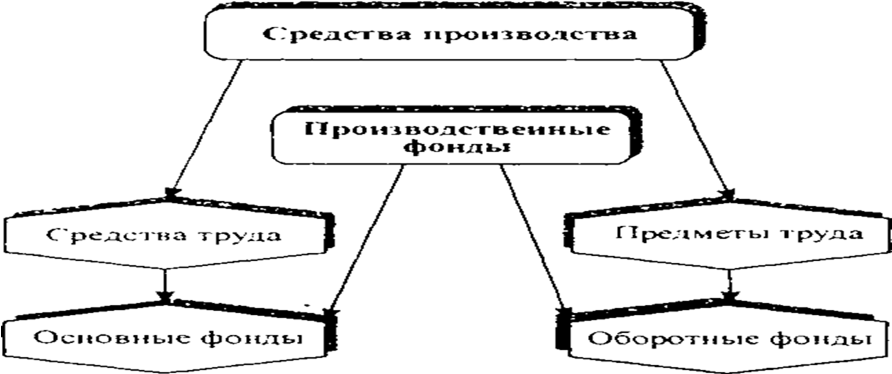 Средства производства
Производственные
фонды
Средства труда
Предметы труда
Основные фонды
Оборотные фонды